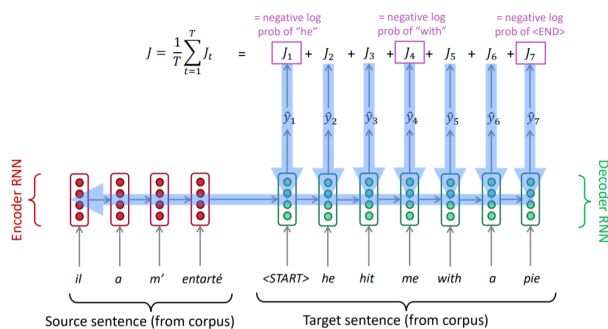 = negative log
prob of "he"
= negative log
prob of "with"
= negative log
prob of <END>
J = 1/T ∑_{t=1}^{T} J_t = J_1 + J_2 + J_3 + J_4 + J_5 + J_6 + J_7
ŷ_1 ŷ_2 ŷ_3 ŷ_4 ŷ_5 ŷ_6 ŷ_7
Encoder RNN
Decoder RNN
il a m' entarté <START> he hit me with a pie
Source sentence (from corpus) Target sentence (from corpus)